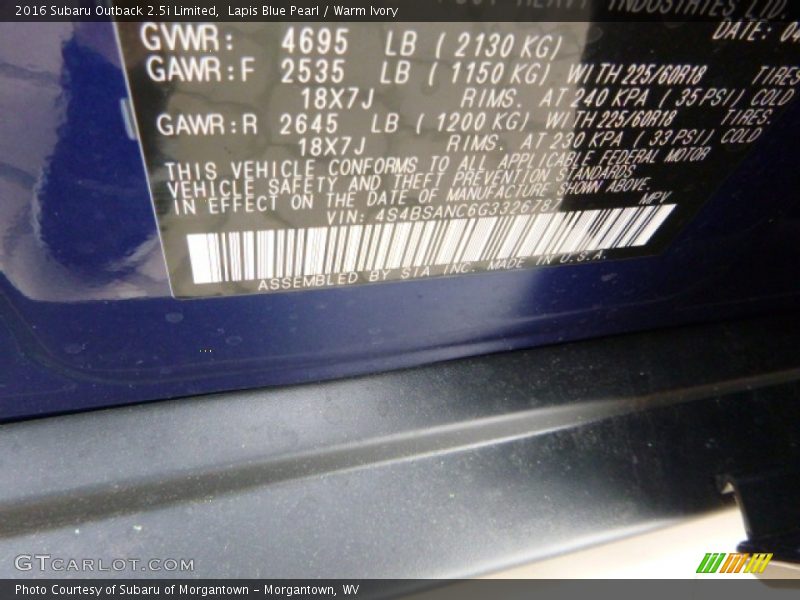 2016 Subaru Outback 2.5i Limited, Lapis Blue Pearl / Warm Ivory
HEAVY INDUSTRIES LTD.
DATE: 04
GVWR: 4695 LB (2130 KG)
GAWR:F 2535 LB (1150 KG) WITH 225/60R18 TIRES
18X7J RIMS. AT 240 KPA (35 PSI) COLD
GAWR:R 2645 LB (1200 KG) WITH 225/60R18 TIRES.
18X7J RIMS. AT 230 KPA (33 PSI) COLD
THIS VEHICLE CONFORMS TO ALL APPLICABLE FEDERAL MOTOR
VEHICLE SAFETY AND THEFT PREVENTION STANDARDS
IN EFFECT ON THE DATE OF MANUFACTURE SHOWN ABOVE.
VIN: 4S4BSANC6G3326787 MPV
ASSEMBLED BY SIA INC. MADE IN U.S.A.
GTCARLOT.COM
Photo Courtesy of Subaru of Morgantown - Morgantown, WV